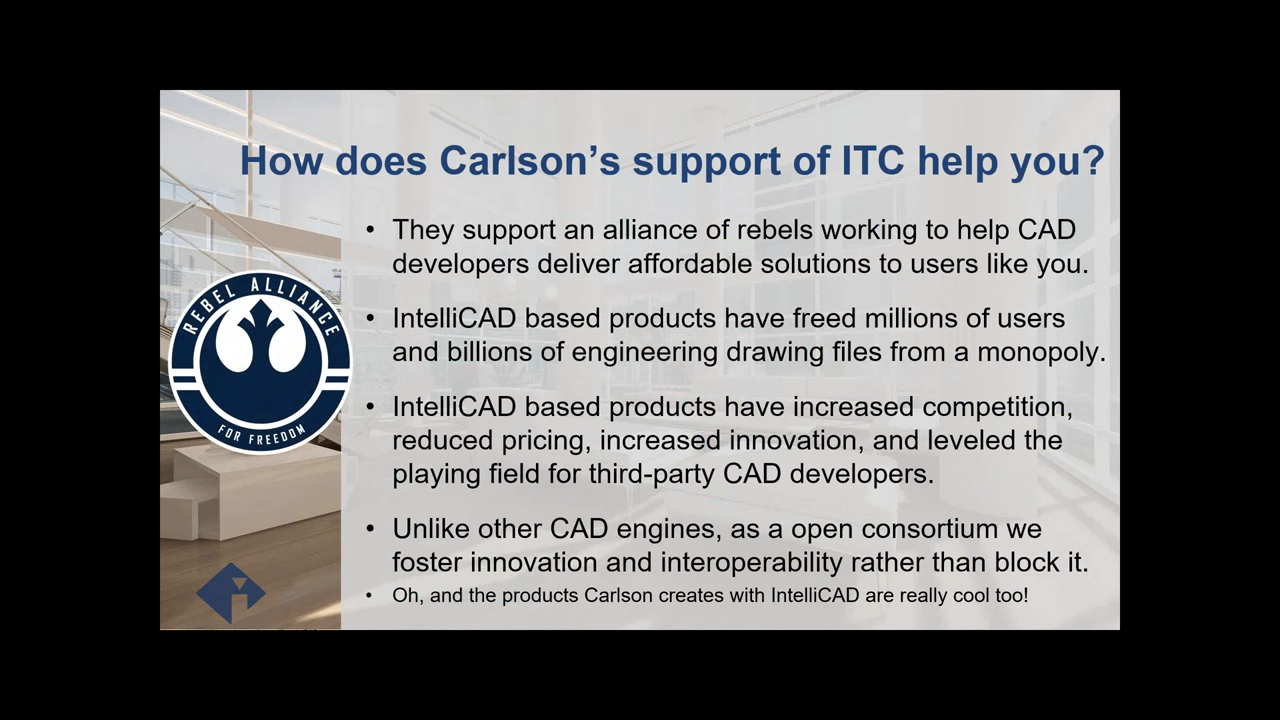 How does Carlson’s support of ITC help you?
• They support an alliance of rebels working to help CAD
developers deliver affordable solutions to users like you.
• IntelliCAD based products have freed millions of users
and billions of engineering drawing files from a monopoly.
• IntelliCAD based products have increased competition,
reduced pricing, increased innovation, and leveled the
playing field for third-party CAD developers.
• Unlike other CAD engines, as a open consortium we
foster innovation and interoperability rather than block it.
• Oh, and the products Carlson creates with IntelliCAD are really cool too!
REBEL ALLIANCE
FOR FREEDOM